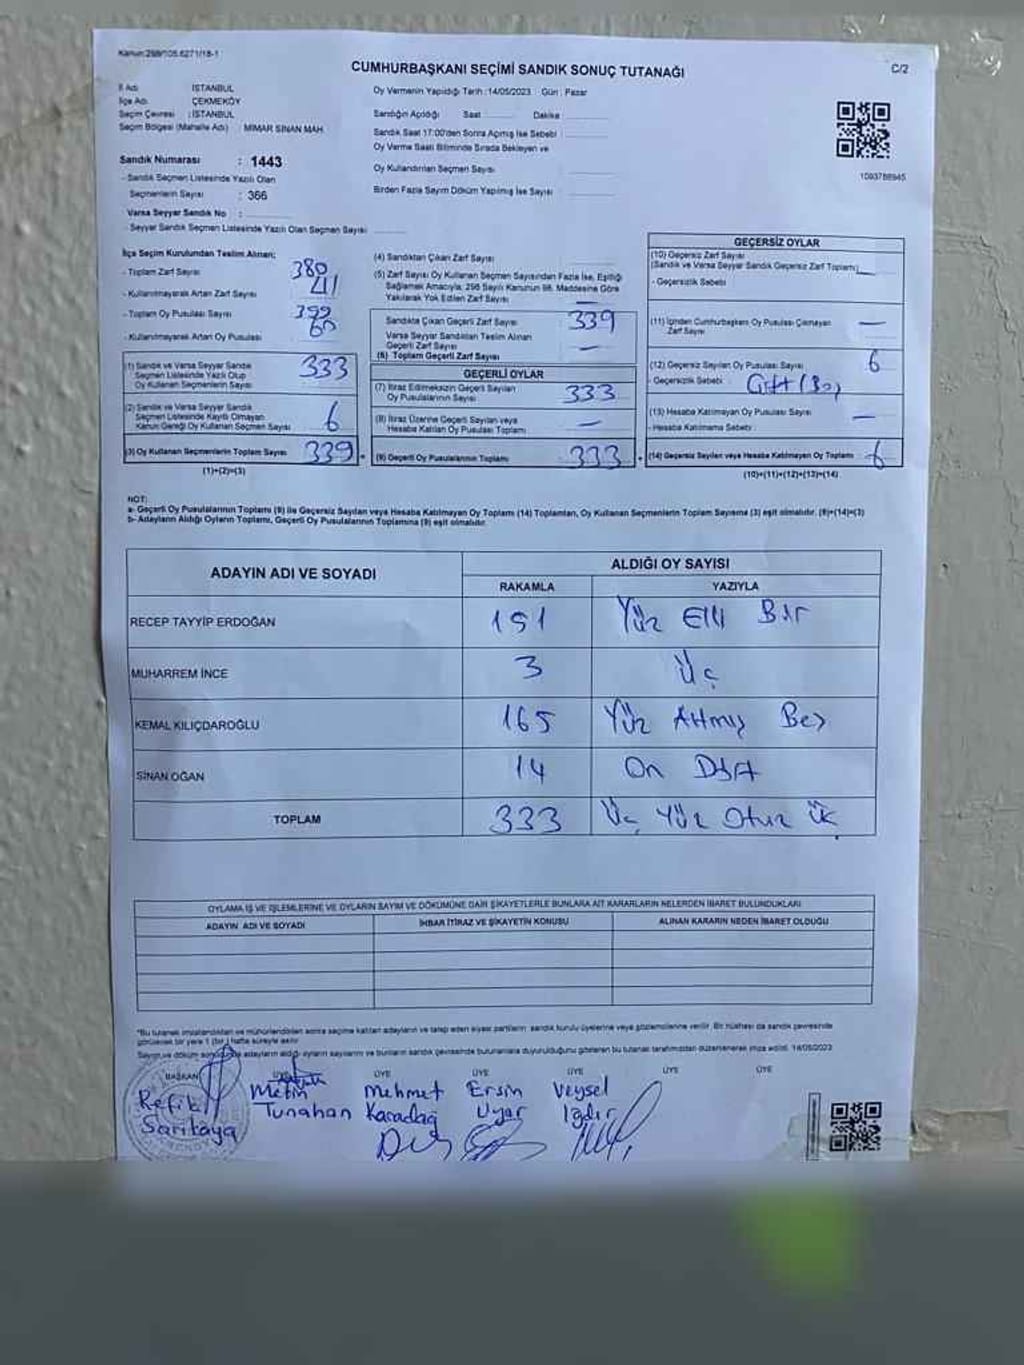 Kanun:298/105.6271/18-1
CUMHURBAŞKANI SEÇİMİ SANDIK SONUÇ TUTANAĞI
C/2
İl Adı : İSTANBUL
İlçe Adı : ÇEKMEKÖY
Seçim Çevresi : İSTANBUL
Seçim Bölgesi (Mahalle Adı) : MİMAR SİNAN MAH.
Oy Vermenin Yapıldığı Tarih :14/05/2023 Gün : Pazar
Sandığın Açıldığı Saat Dakika
Sandık Saat 17:00'den Sonra Açılmış İse Sebebi
Oy Verme Saati Bitiminde Sırada Bekleyen ve
Oy Kullandırılan Seçmen Sayısı
Birden Fazla Sayım Döküm Yapılmış İse Sayısı
1093788945
Sandık Numarası : 1443
- Sandık Seçmen Listesinde Yazılı Olan
Seçmenlerin Sayısı : 366
Varsa Seyyar Sandık No :
- Seyyar Sandık Seçmen Listesinde Yazılı Olan Seçmen Sayısı
İlçe Seçim Kurulundan Teslim Alınan;
- Toplam Zarf Sayısı 380
- Kullanılmayarak Artan Zarf Sayısı 41
- Toplam Oy Pusulası Sayısı 399
- Kullanılmayarak Artan Oy Pusulası 60
(1) Sandık ve Varsa Seyyar Sandık
Seçmen Listesinde Yazılı Olup
Oy Kullanan Seçmenlerin Sayısı 333
(2) Sandık ve Varsa Seyyar Sandık
Seçmen Listesinde Kayıtlı Olmayan
Kanun Gereği Oy Kullanan Seçmen Sayısı 6
(3) Oy Kullanan Seçmenlerin Toplam Sayısı 339
(1)+(2)=(3)
(4) Sandıktan Çıkan Zarf Sayısı
(5) Zarf Sayısı Oy Kullanan Seçmen Sayısından Fazla İse, Eşitliği
Sağlamak Amacıyla, 298 Sayılı Kanunun 98. Maddesine Göre
Yakılarak Yok Edilen Zarf Sayısı —
Sandıkta Çıkan Geçerli Zarf Sayısı 339
Varsa Seyyar Sandıktan Teslim Alınan
Geçerli Zarf Sayısı —
(6) Toplam Geçerli Zarf Sayısı
GEÇERLİ OYLAR
(7) İtiraz Edilmeksizin Geçerli Sayılan
Oy Pusulalarının Sayısı 333
(8) İtiraz Üzerine Geçerli Sayılan veya
Hesaba Katılan Oy Pusulası Toplamı —
(9) Geçerli Oy Pusulalarının Toplamı 333
GEÇERSİZ OYLAR
(10) Geçersiz Zarf Sayısı
(Sandık ve Varsa Seyyar Sandık Geçersiz Zarf Toplamı)
- Geçersizlik Sebebi
(11) İçinden Cumhurbaşkanı Oy Pusulası Çıkmayan
Zarf Sayısı —
(12) Geçersiz Sayılan Oy Pusulası Sayısı 6
- Geçersizlik Sebebi :
(13) Hesaba Katılmayan Oy Pusulası Sayısı —
- Hesaba Katılmama Sebebi
(14) Geçersiz Sayılan veya Hesaba Katılmayan Oy Toplamı 6
(10)+(11)+(12)+(13)=(14)
NOT:
a- Geçerli Oy Pusulalarının Toplamı (9) ile Geçersiz Sayılan veya Hesaba Katılmayan Oy Toplamı (14) Toplamları, Oy Kullanan Seçmenlerin Toplam Sayısına (3) eşit olmalıdır. (9)+(14)=(3)
b- Adayların Aldığı Oyların Toplamı, Geçerli Oy Pusulalarının Toplamına (9) eşit olmalıdır.
ADAYIN ADI VE SOYADI ALDIĞI OY SAYISI
RAKAMLA YAZIYLA
RECEP TAYYİP ERDOĞAN 151 Yüz Elli Bir
MUHARREM İNCE 3 Üç
KEMAL KILIÇDAROĞLU 165 Yüz Altmış Beş
SİNAN OĞAN 14 On Dört
TOPLAM 333 Üç Yüz Otuz Üç
OYLAMA İŞ VE İŞLEMLERİNE VE OYLARIN SAYIM VE DÖKÜMÜNE DAİR ŞİKAYETLERLE BUNLARA AİT KARARLARIN NELERDEN İBARET BULUNDUKLARI
ADAYIN ADI VE SOYADI İHBAR İTİRAZ VE ŞİKAYETİN KONUSU ALINAN KARARIN NEDEN İBARET OLDUĞU
*Bu tutanak imzalandıktan ve mühürlendikten sonra seçime katılan adayların ve talep eden siyasi partilerin sandık kurulu üyelerine veya gözlemcilerine verilir. Bir nüshası da sandık çevresinde
görülecek bir yere 1 (bir) hafta süreyle asılır.
Sayım ve döküm sonucunda adayların aldığı oyların sayılarını ve bunların sandık çevresinde bulunanlara duyurulduğunu gösteren bu tutanak tarafımızdan düzenlenerek imza edildi. 14/05/2023
BAŞKAN ÜYE ÜYE ÜYE ÜYE ÜYE ÜYE
Refik Metin Mehmet Ersin Veysel
Sarıkaya Tunahan Karadağ Uyar Iğdır